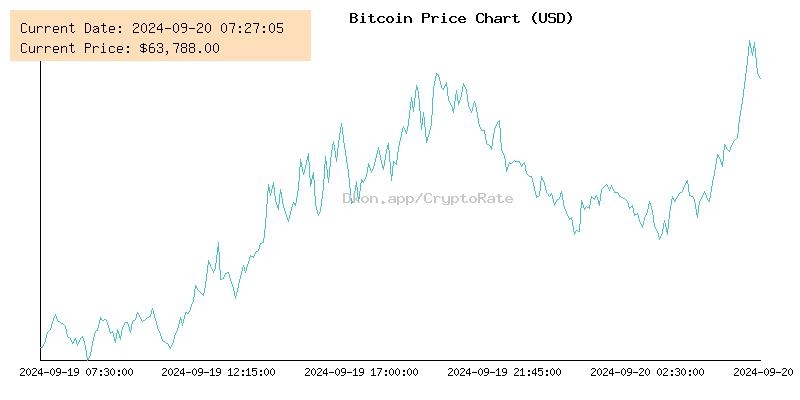 Bitcoin Price Chart (USD)
Current Date: 2024-09-20 07:27:05
Current Price: $63,788.00
Dkon.app/CryptoRate
2024-09-19 07:30:00 2024-09-19 12:15:00 2024-09-19 17:00:00 2024-09-19 21:45:00 2024-09-20 02:30:00 2024-09-20